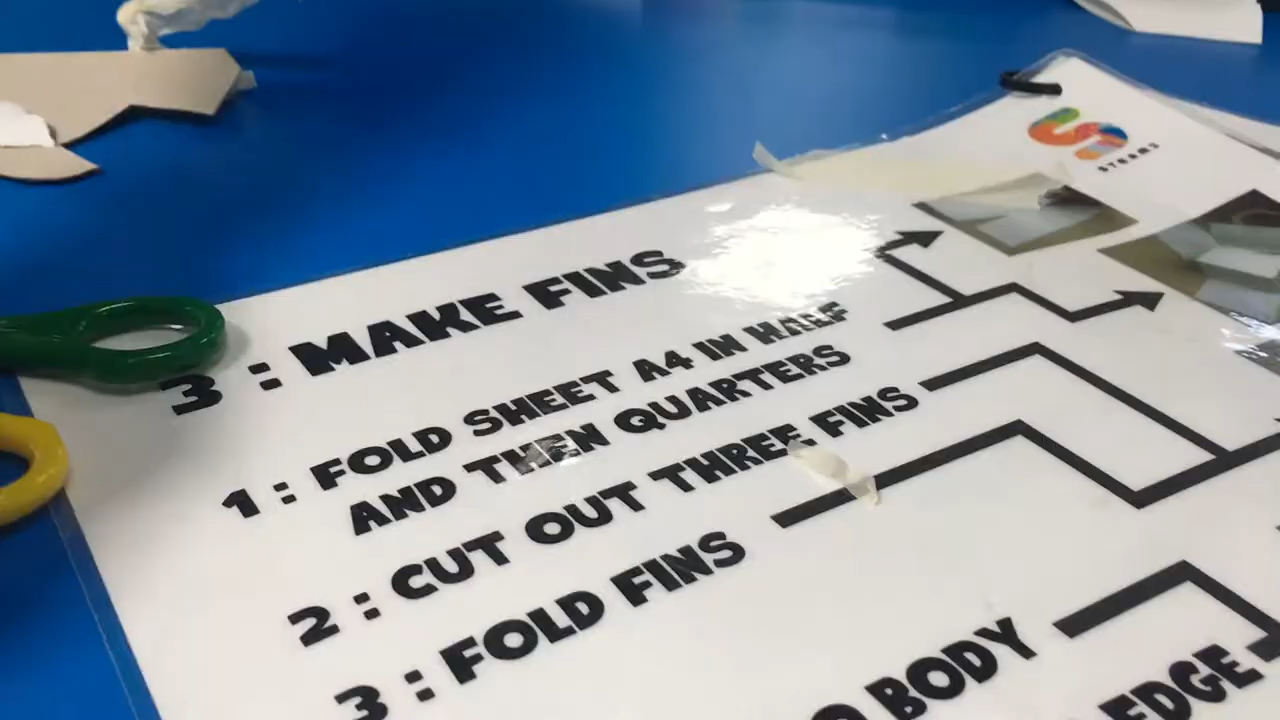 STEAMS
3: MAKE FINS
1: FOLD SHEET A4 IN HALF
AND THEN QUARTERS
2: CUT OUT THREE FINS
3: FOLD FINS
BODY
EDGE